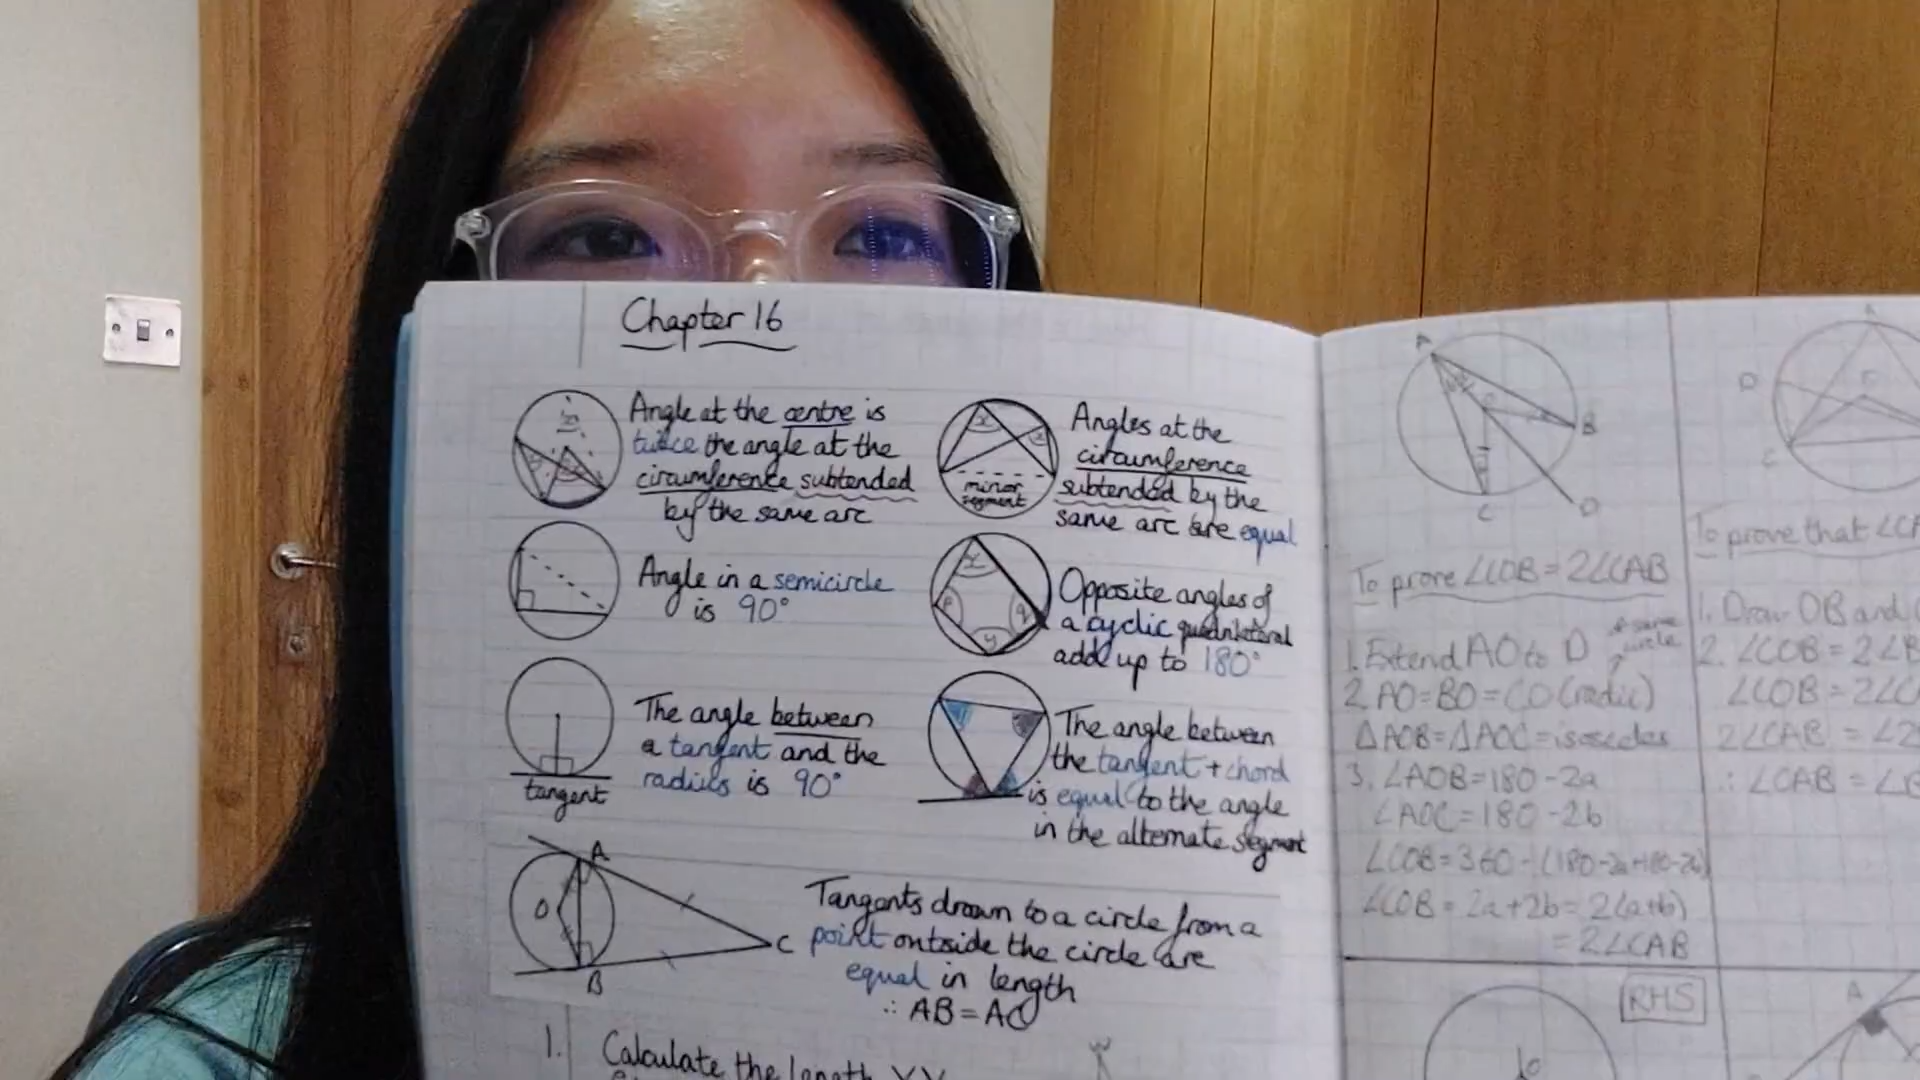 Chapter 16
Angle at the centre is
twice the angle at the
circumference subtended
by the same arc
Angles at the
circumference
subtended by the
same arc are equal
x
x
minor
segment
Angle in a semicircle
is 90°
Opposite angles of
a cyclic quadrilateral
add up to 180°
x
p
q
y
The angle between
a tangent and the
radius is 90°
tangent
The angle between
the tangent + chord
is equal to the angle
in the alternate segment
A
O
C
B
Tangents drawn to a circle from a
point outside the circle are
equal in length
∴ AB = AC
1. Calculate the length XY
A
B
C
D
To prove ∠COB = 2∠CAB
1. Extend AO to D
2. AO = BO = CO (radii)
ΔAOB = ΔAOC = isosceles
3. ∠AOB = 180 - 2a
∠AOC = 180 - 2b
∠COB = 360 - (180-2a+180-2b)
∠COB = 2a + 2b = 2(a+b)
= 2∠CAB
D
C
To prove that
1. Draw OB and
2. ∠COB = 2∠
∠COB = 2∠
2∠CAB =
∴ ∠CAB =
RHS
A